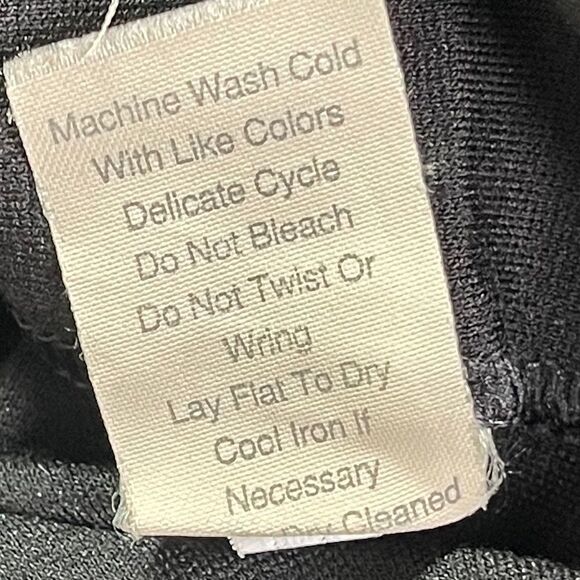 Machine Wash Cold
With Like Colors
Delicate Cycle
Do Not Bleach
Do Not Twist Or
Wring
Lay Flat To Dry
Cool Iron If
Necessary
Dry Cleaned